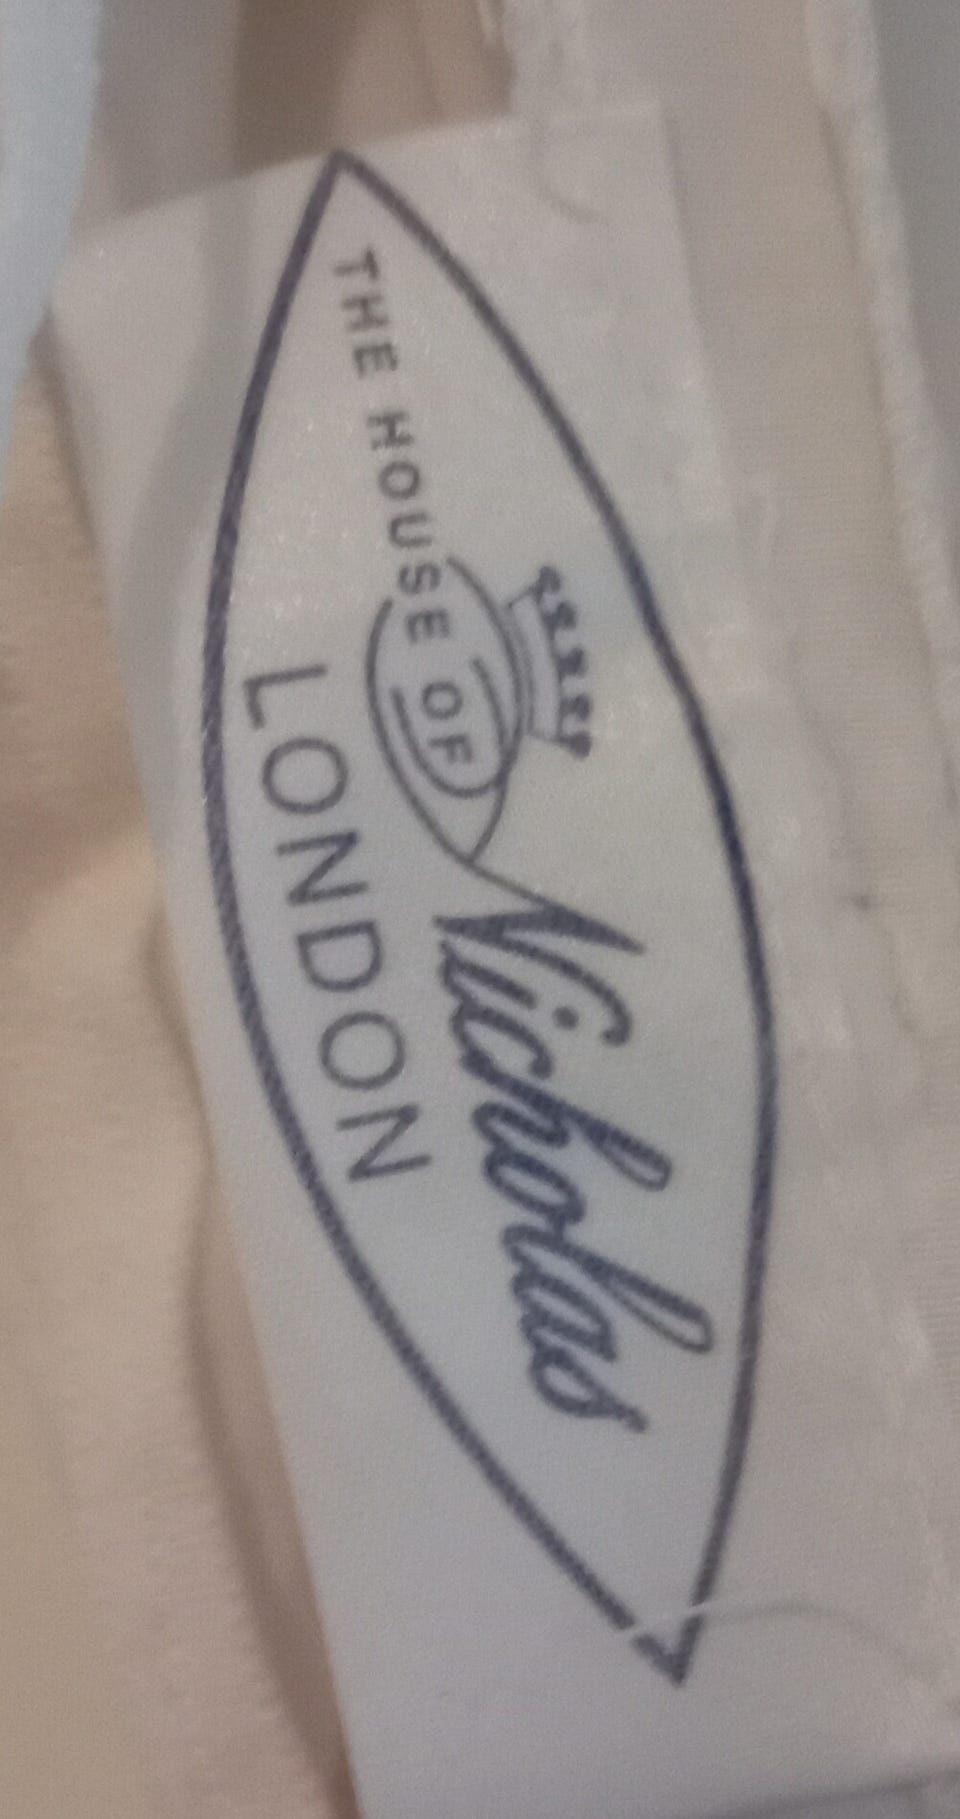 THE HOUSE OF
Nicholas
LONDON